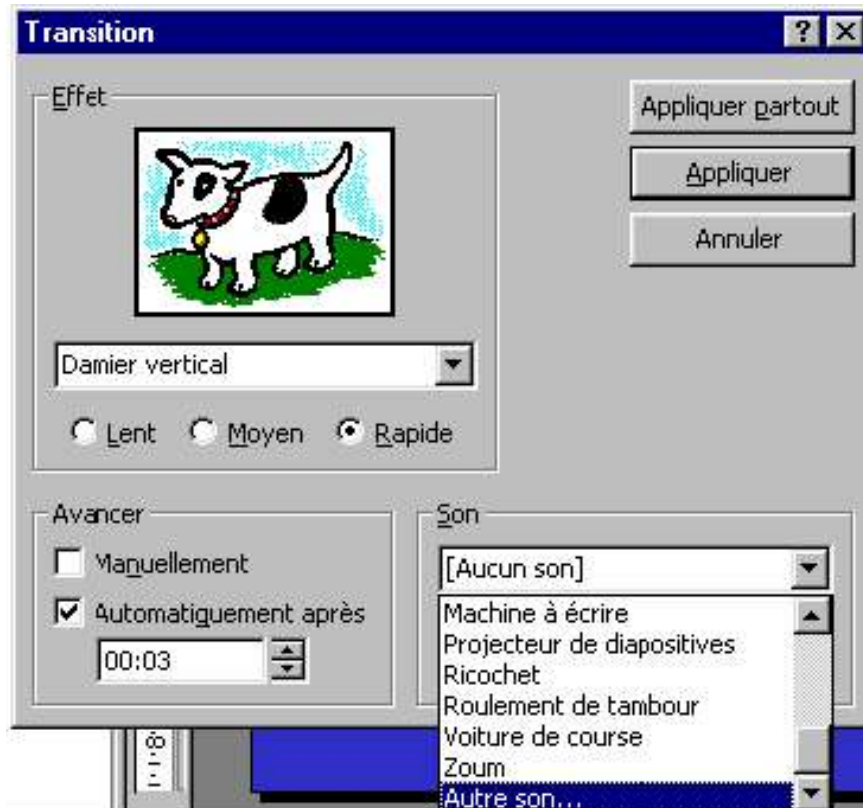 Transition
Effet
Appliquer partout
Appliquer
Annuler
Damier vertical
Lent Moyen Rapide
Avancer
Son
Manuellement
[Aucun son]
Automatiquement après
00:03
Machine à écrire
Projecteur de diapositives
Ricochet
Roulement de tambour
Voiture de course
Zoum
Autre son...
8